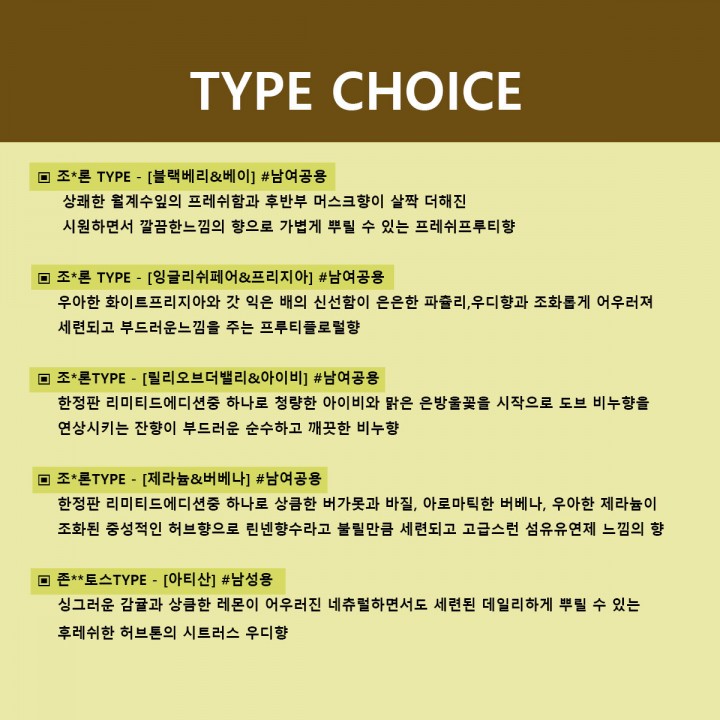 TYPE CHOICE
▣ 조*론 TYPE - [블랙베리&베이] #남여공용
상쾌한 월계수잎의 프레쉬함과 후반부 머스크향이 살짝 더해진
시원하면서 깔끔한느낌의 향으로 가볍게 뿌릴 수 있는 프레쉬프루티향
▣ 조*론 TYPE - [잉글리쉬페어&프리지아] #남여공용
우아한 화이트프리지아와 갓 익은 배의 신선함이 은은한 파츌리,우디향과 조화롭게 어우러져
세련되고 부드러운느낌을 주는 프루티플로럴향
▣ 조*론TYPE - [릴리오브더밸리&아이비] #남여공용
한정판 리미티드에디션중 하나로 청량한 아이비와 맑은 은방울꽃을 시작으로 도브 비누향을
연상시키는 잔향이 부드러운 순수하고 깨끗한 비누향
▣ 조*론TYPE - [제라늄&버베나] #남여공용
한정판 리미티드에디션중 하나로 상큼한 버가못과 바질, 아로마틱한 버베나, 우아한 제라늄이
조화된 중성적인 허브향으로 린넨향수라고 불릴만큼 세련되고 고급스런 섬유유연제 느낌의 향
▣ 존**토스TYPE - [아티산] #남성용
싱그러운 감귤과 상큼한 레몬이 어우러진 네츄럴하면서도 세련된 데일리하게 뿌릴 수 있는
후레쉬한 허브톤의 시트러스 우디향